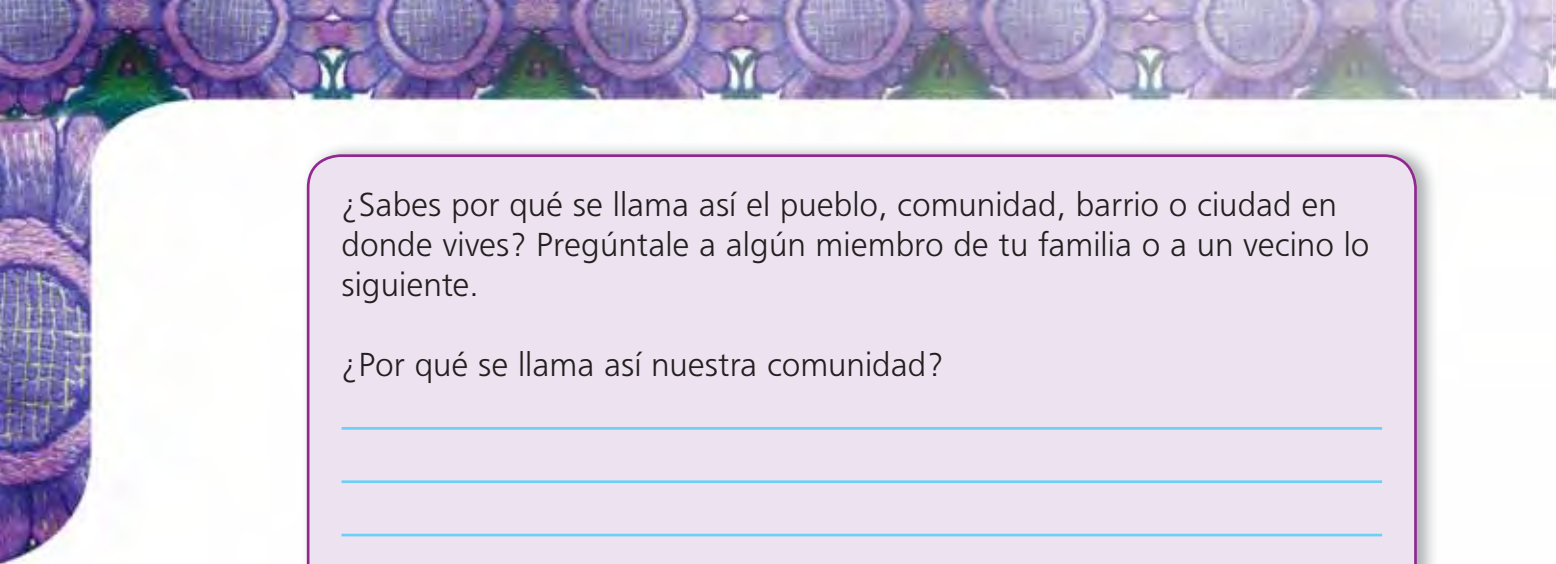 ¿Sabes por qué se llama así el pueblo, comunidad, barrio o ciudad en
donde vives? Pregúntale a algún miembro de tu familia o a un vecino lo
siguiente.
¿Por qué se llama así nuestra comunidad?